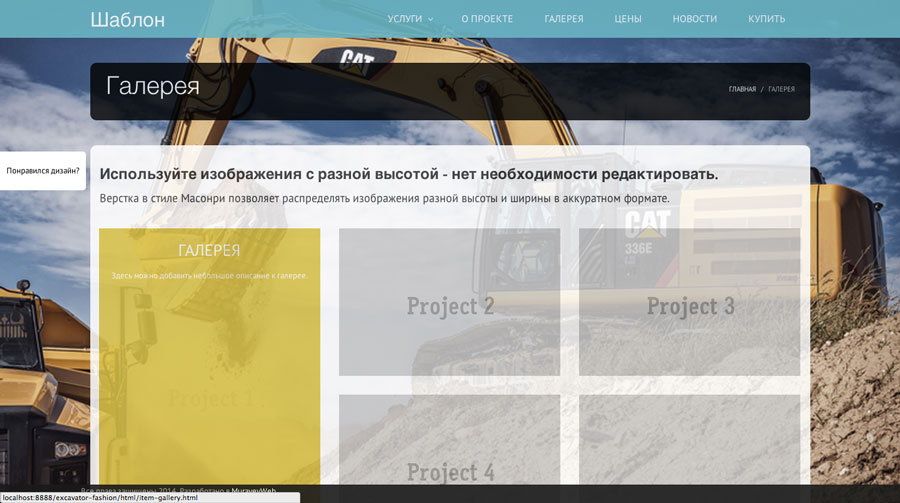 Шаблон
УСЛУГИ О ПРОЕКТЕ ГАЛЕРЕЯ ЦЕНЫ НОВОСТИ КУПИТЬ
CAT
Галерея
ГЛАВНАЯ / ГАЛЕРЕЯ
Понравился дизайн?
Используйте изображения с разной высотой - нет необходимости редактировать.
Верстка в стиле Масонри позволяет распределять изображения разной высоты и ширины в аккуратном формате.
CAT
336E
ГАЛЕРЕЯ
Здесь можно добавить небольшое описание к галерее.
Project 1
Project 2
Project 3
Project 4
Все права защищены 2014. Разработано в MuravevWeb
localhost:8888/excavator-fashion/html/item-gallery.html